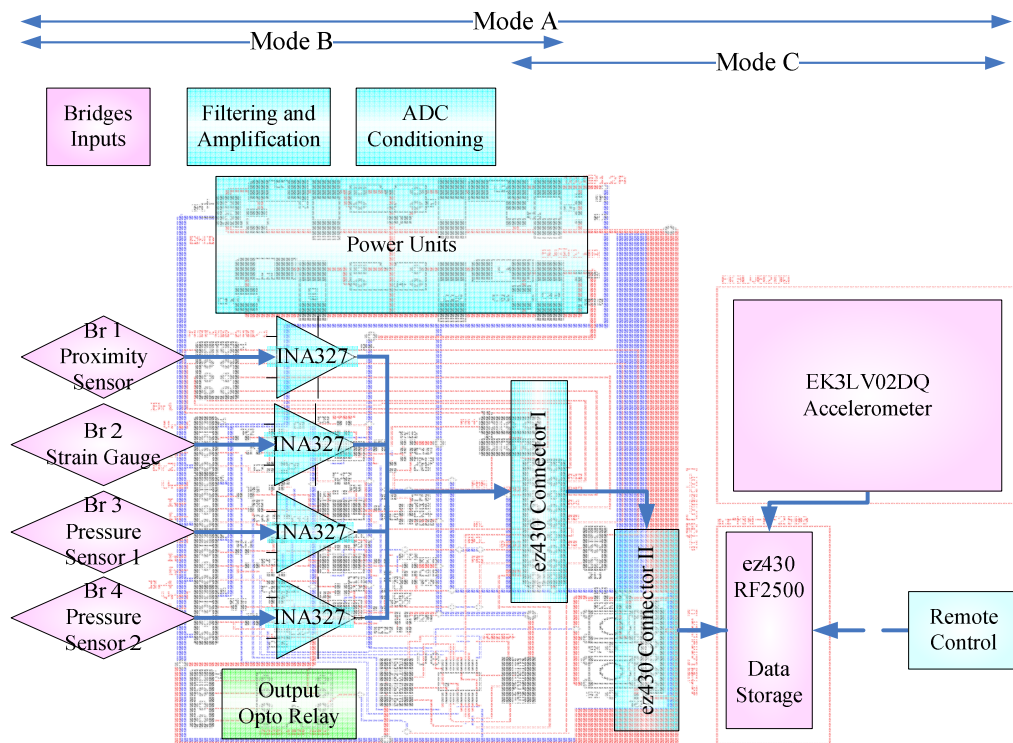 Mode A
Mode B
Mode C
Bridges
Inputs
Filtering and
Amplification
ADC
Conditioning
Power Units
Br 1
Proximity
Sensor
INA327
Br 2
Strain Gauge
INA327
Br 3
Pressure
Sensor 1
INA327
Br 4
Pressure
Sensor 2
INA327
ez430 Connector I
ez430 Connector II
EK3LV02DQ
Accelerometer
ez430
RF2500
Data
Storage
Remote
Control
Output
Opto Relay